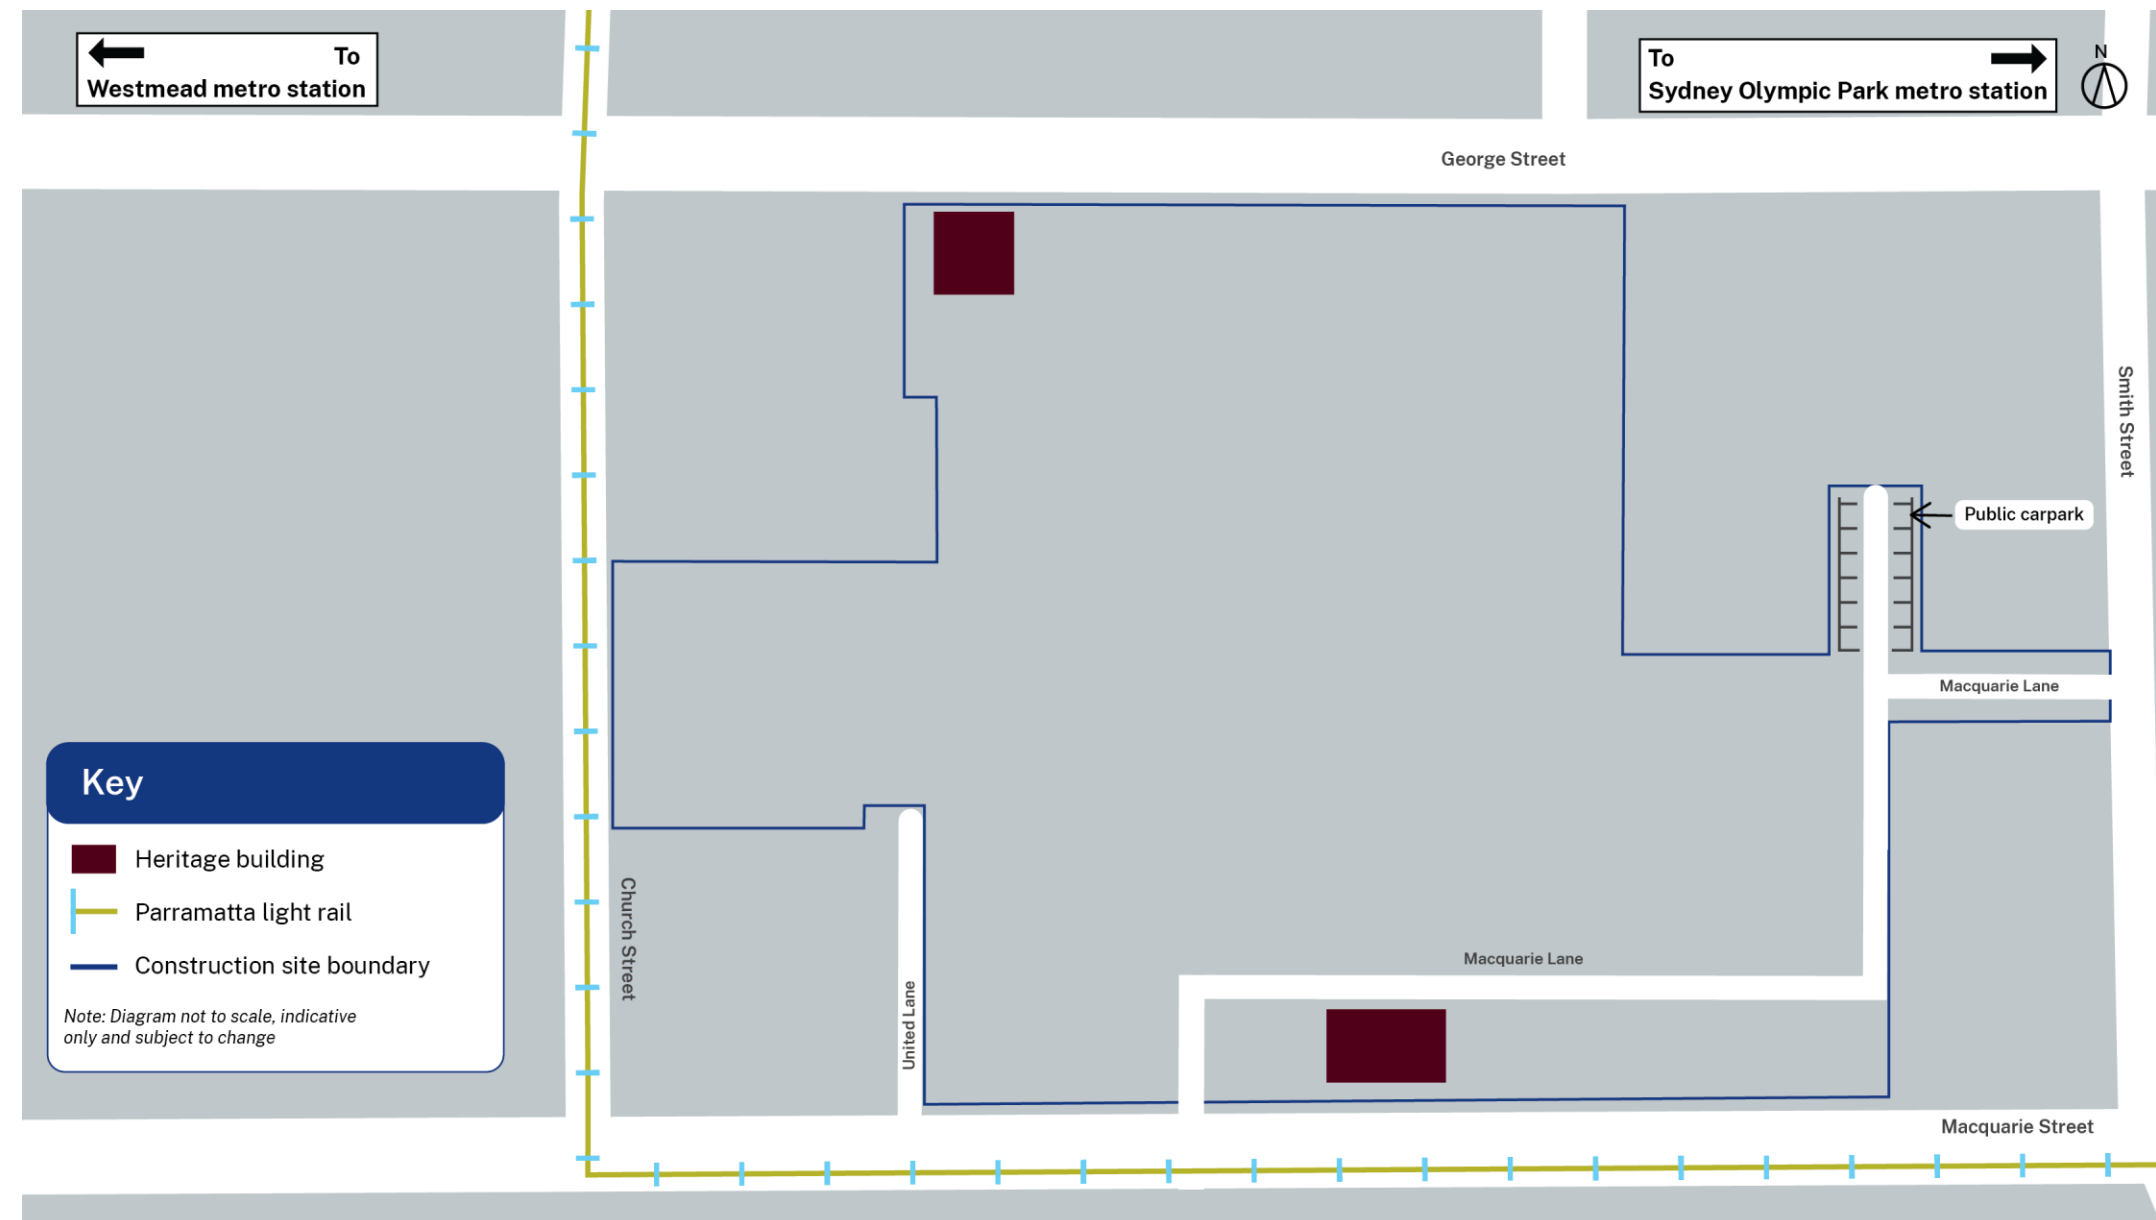 To
Westmead metro station
To
Sydney Olympic Park metro station
N
George Street
Smith Street
Public carpark
Macquarie Lane
Key
Heritage building
Parramatta light rail
Construction site boundary
Note: Diagram not to scale, indicative
only and subject to change
Church Street
United Lane
Macquarie Lane
Macquarie Street